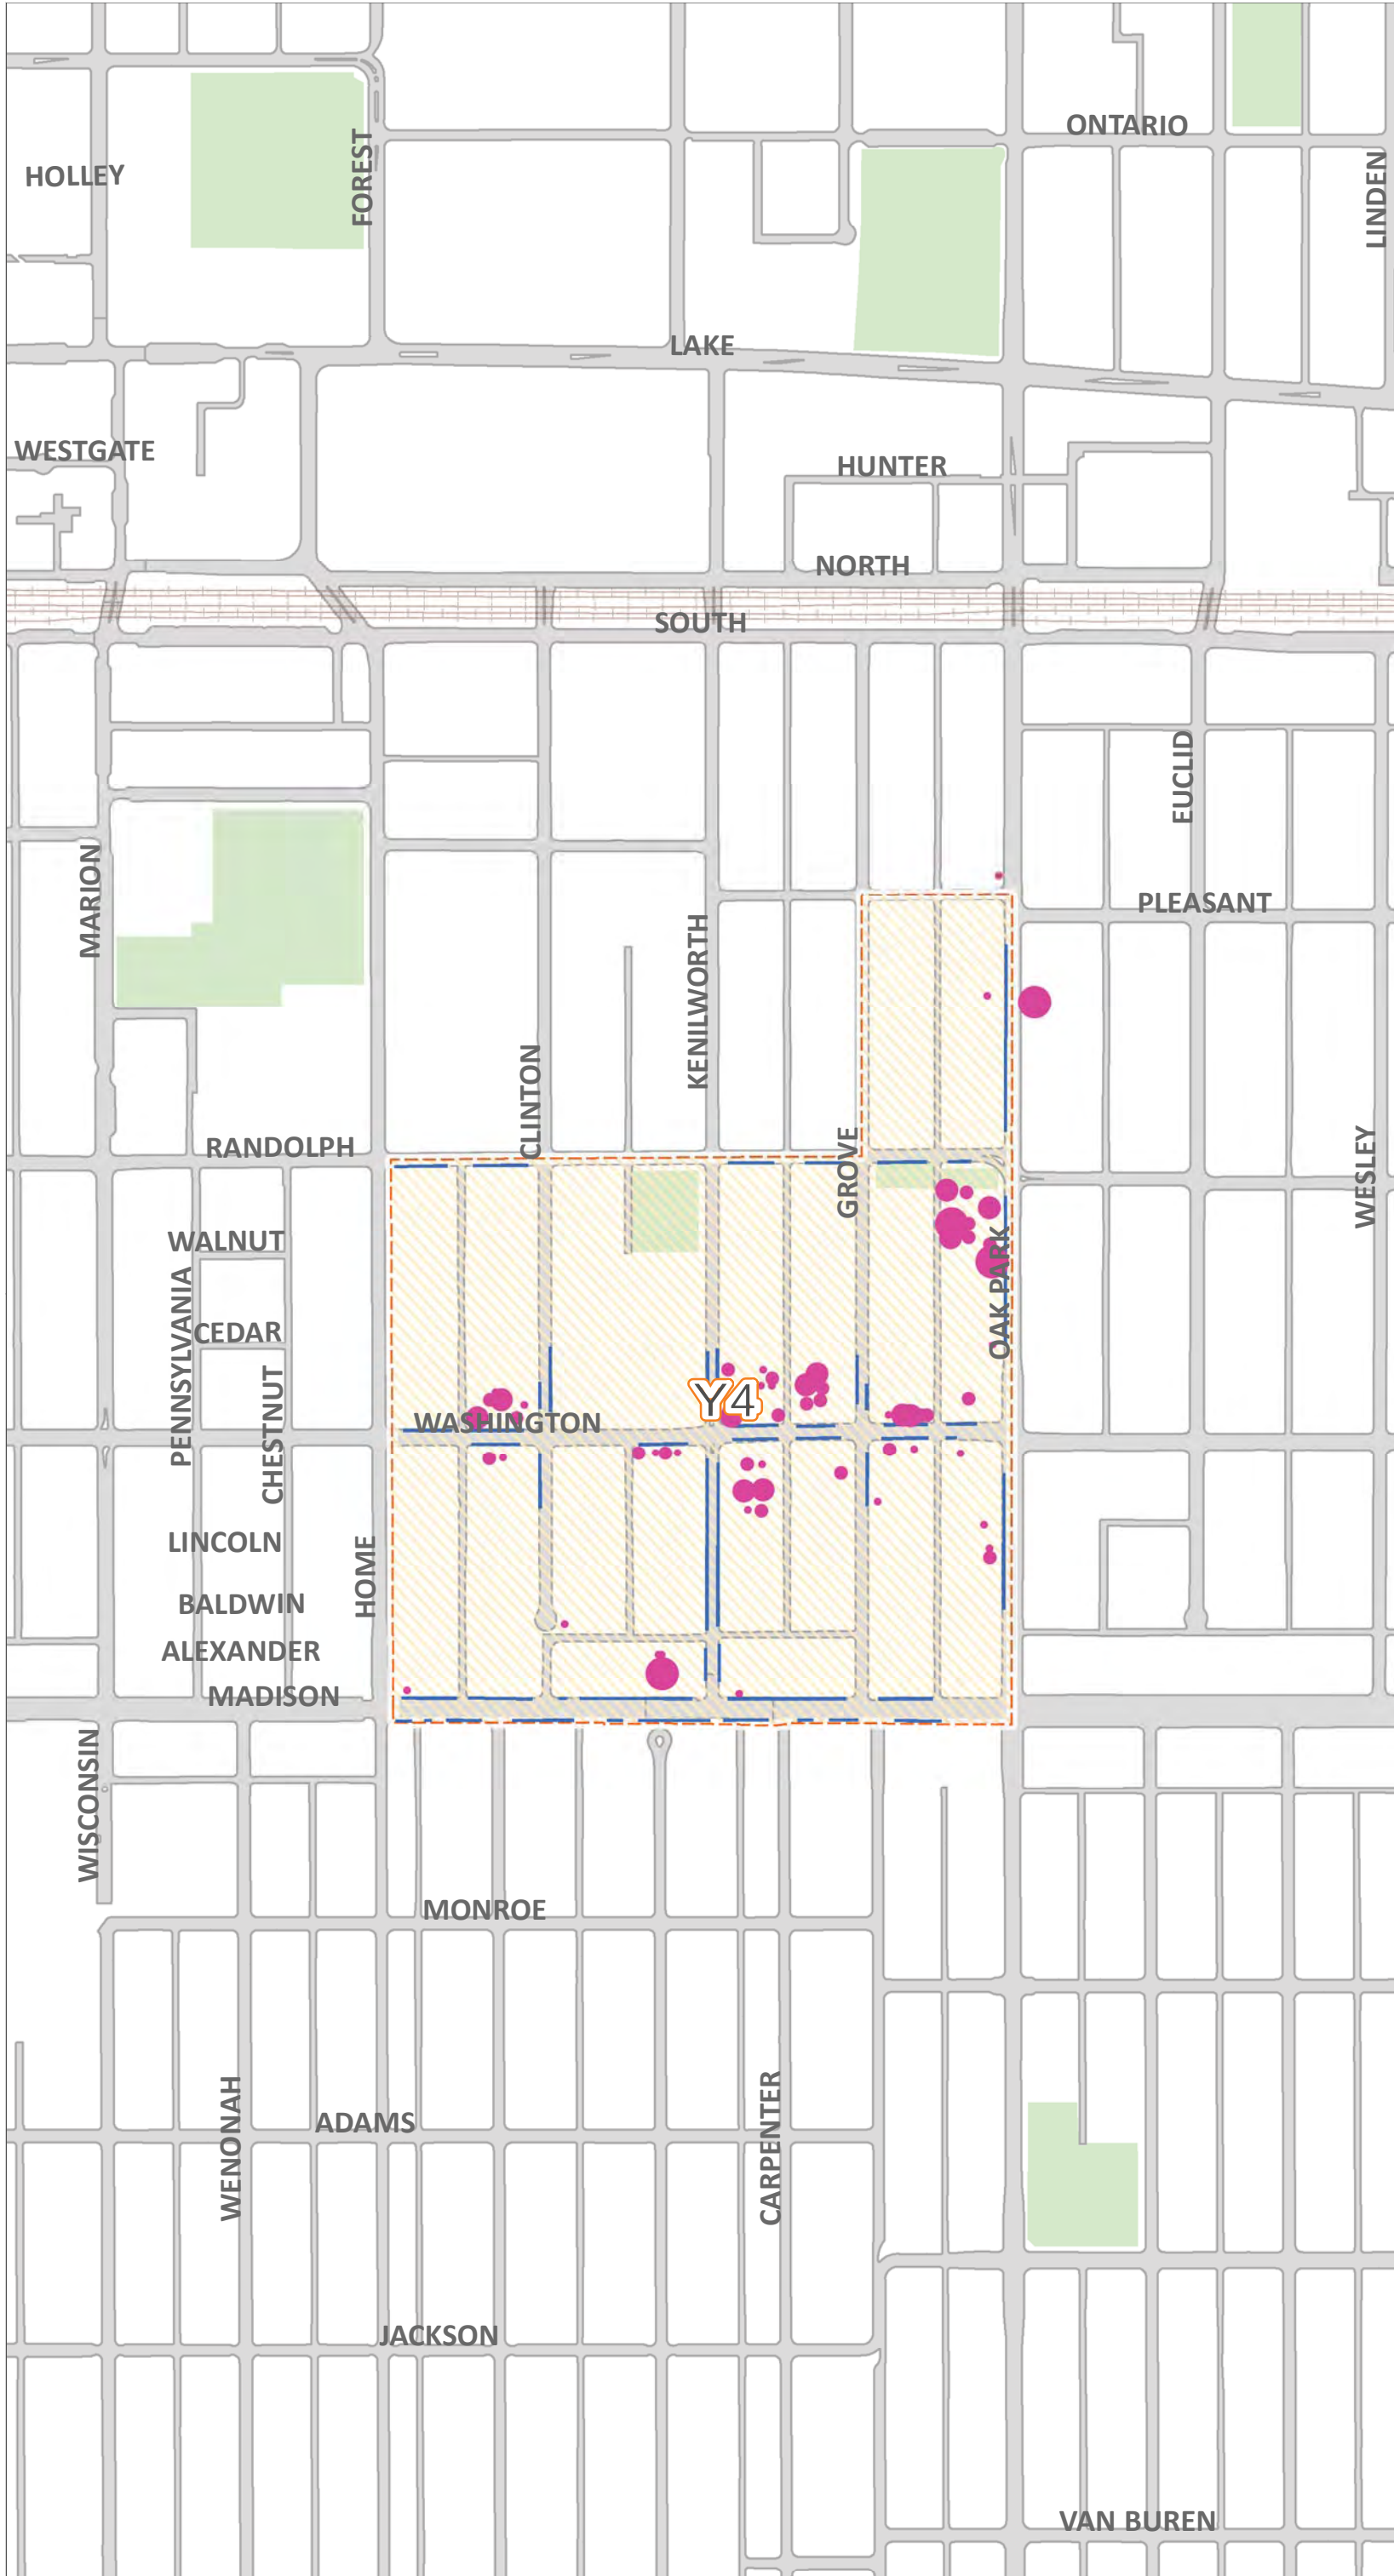 ONTARIO
HOLLEY
FOREST
LINDEN
LAKE
WESTGATE
HUNTER
NORTH
SOUTH
EUCLID
MARION
PLEASANT
KENILWORTH
CLINTON
RANDOLPH
GROVE
WESLEY
WALNUT
OAK PARK
PENNSYLVANIA
CEDAR
CHESTNUT
Y4
WASHINGTON
LINCOLN
HOME
BALDWIN
ALEXANDER
MADISON
WISCONSIN
MONROE
WENONAH
ADAMS
CARPENTER
JACKSON
VAN BUREN